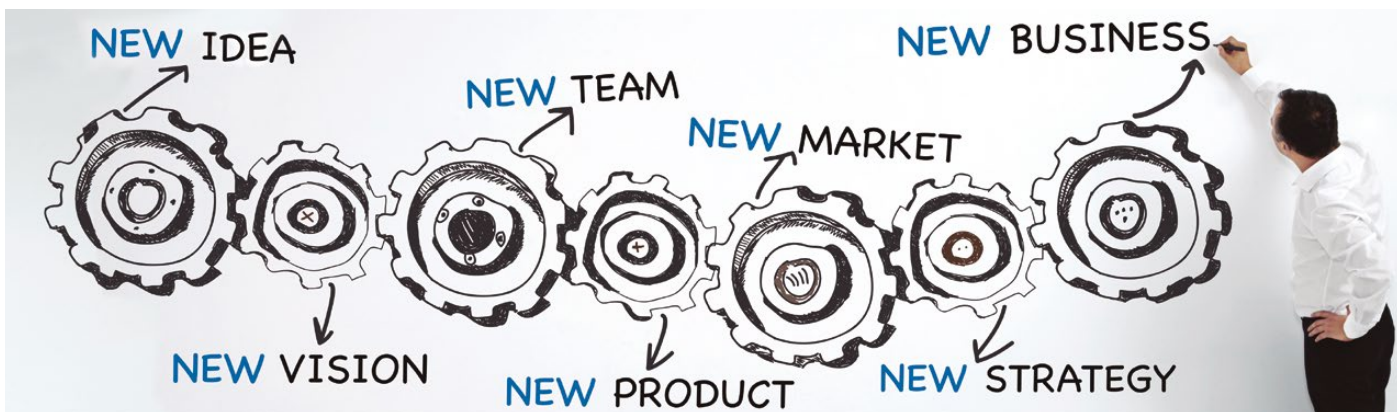 NEW IDEA
NEW VISION
NEW TEAM
NEW PRODUCT
NEW MARKET
NEW STRATEGY
NEW BUSINESS